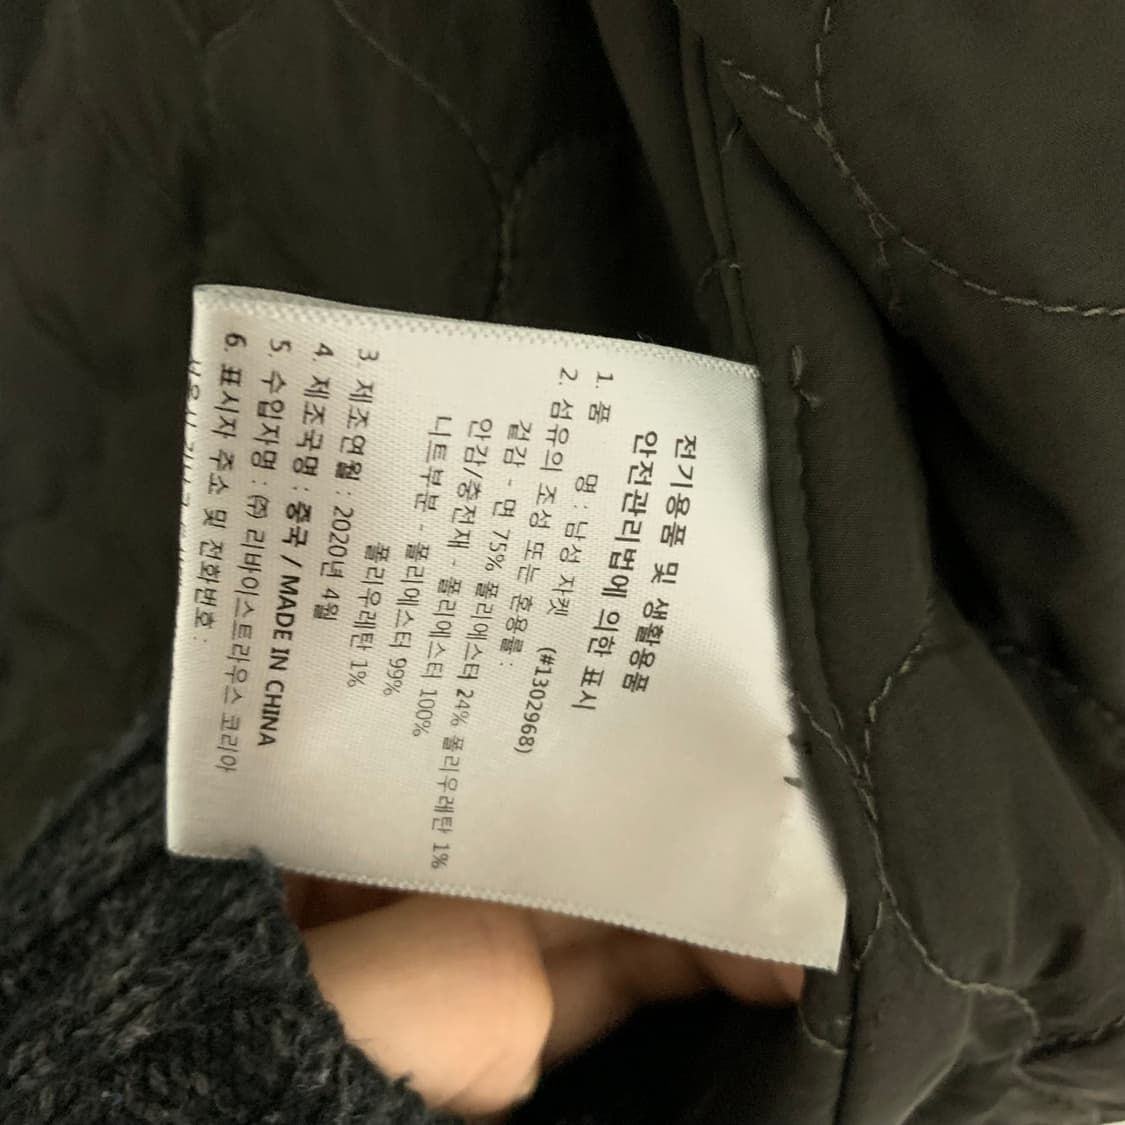 전기용품 및 생활용품
안전관리법에 의한 표시
1. 품 명 : 남성 자켓
2. 섬유의 조성 또는 혼용률 : (#1302968)
겉감 - 면 75% 폴리에스터 24% 폴리우레탄 1%
안감/충전재 - 폴리에스터 100%
니트부분 - 폴리에스터 99%
폴리우레탄 1%
3. 제조연월 : 2020년 4월
4. 제조국명 : 중국 / MADE IN CHINA
5. 수입자명 : ㈜ 리바이스트라우스 코리아
6. 표시자 주소 및 전화번호 :